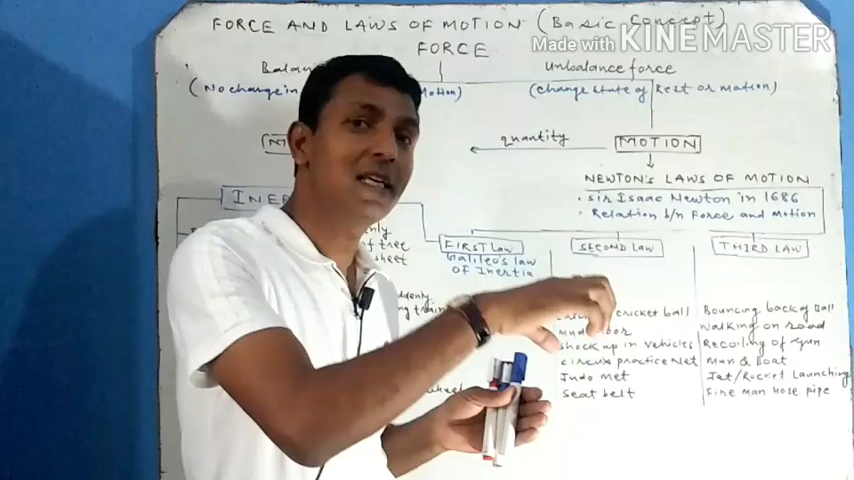 FORCE AND LAWS OF MOTION (Basic Concept)
Made with KINEMASTER
FORCE
Unbalance force
(No change in
Motion)
(Change State of Rest or Motion)
quantity
MOTION
NEWTON'S LAWS OF MOTION
• Sir Isaac Newton in 1686
• Relation b/n Force and Motion
FIRST LAW
Galileo's law
of Inertia
SECOND LAW
cricket ball
Shock up in vehicles
circus practice Net
Judo met
Seat belt
THIRD LAW
Bouncing back of Ball
walking on road
Recoiling of gun
Man & Boat
Jet/Rocket Launching
Fire man Hose pipe
of tree